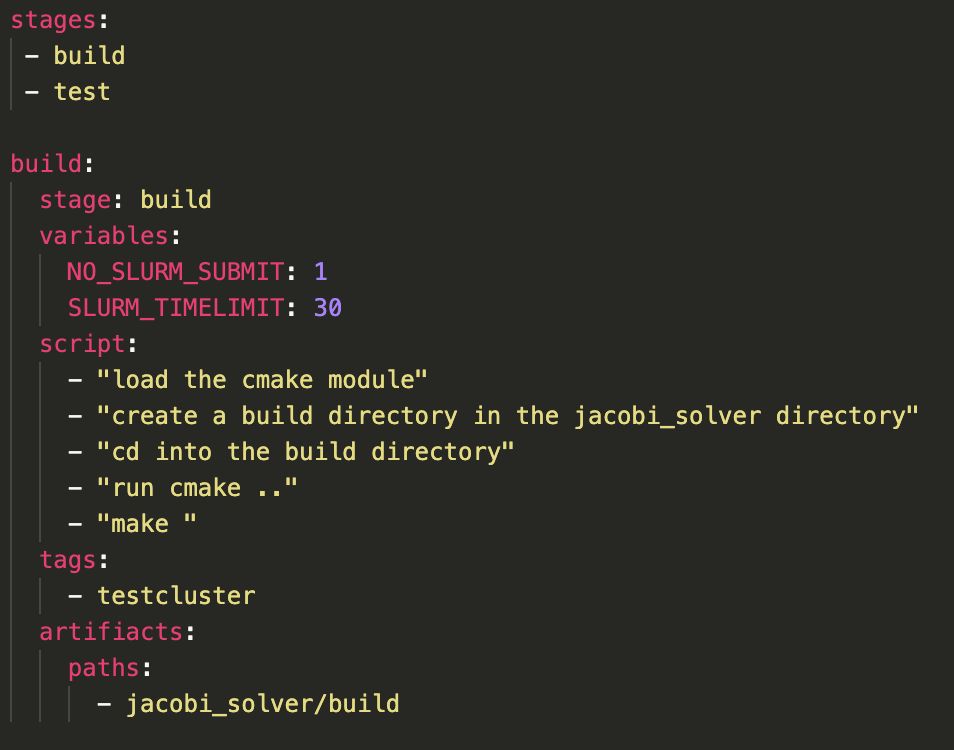 stages:
 - build
 - test
build:
  stage: build
  variables:
    NO_SLURM_SUBMIT: 1
    SLURM_TIMELIMIT: 30
  script:
    - "load the cmake module"
    - "create a build directory in the jacobi_solver directory"
    - "cd into the build directory"
    - "run cmake .."
    - "make "
  tags:
    - testcluster
  artifiacts:
    paths:
      - jacobi_solver/build